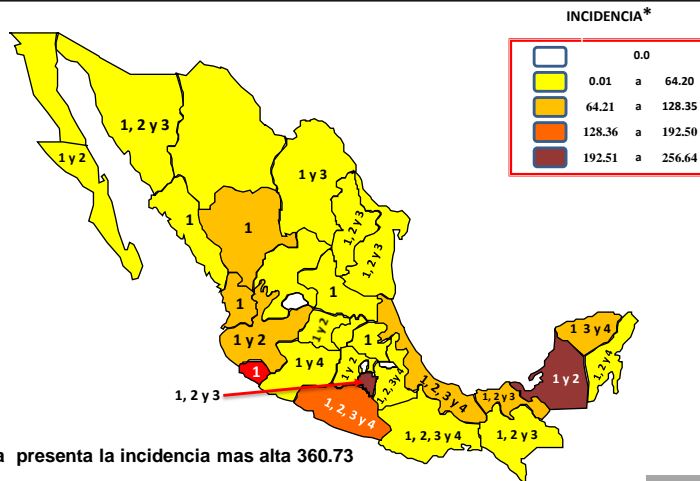 INCIDENCIA*
0.0
0.01 a 64.20
64.21 a 128.35
128.36 a 192.50
192.51 a 256.64
1, 2 y 3
1 y 2
1 y 3
1
1, 2 y 3
1, 2 y 3
1
1
1
1 y 2
1 y 2
1
1 3 y 4
1, 2 y 4
1 y 2
1
1 y 4
1 y 2
1, 2, 3 y 4
1, 2, 3 y 4
1, 2 y 3
1, 2 y 3
1, 2, 3 y 4
1, 2, 3 y 4
1, 2 y 3
a presenta la incidencia mas alta 360.73